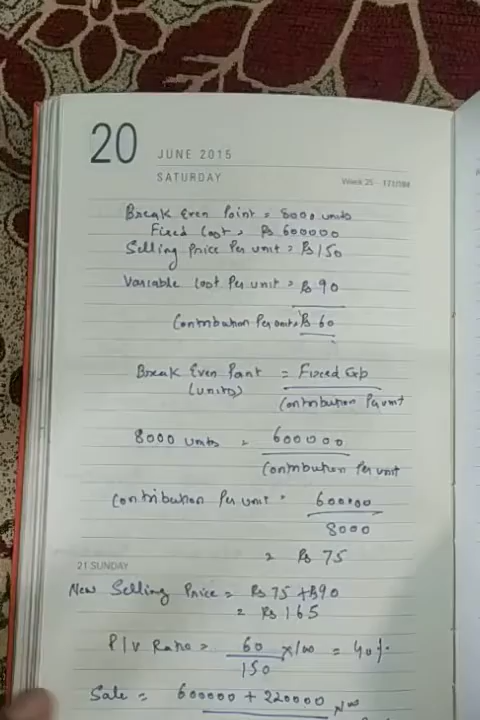 20 JUNE 2015
SATURDAY
Week 25
Break Even Point = 8000 units
Fixed Cost = Rs 600000
Selling Price Per unit = Rs 150
Variable Cost Per unit = Rs 90
Contribution Per unit = Rs 60
Break Even Point (units) = Fixed Exp / Contribution Per unit
8000 units = 600000 / Contribution Per unit
Contribution Per unit = 600000 / 8000
= Rs 75
21 SUNDAY
New Selling Price = Rs 75 + Rs 90
= Rs 165
P/V Ratio = 60 / 150 x 100 = 40%
Sale = 600000 + 220000